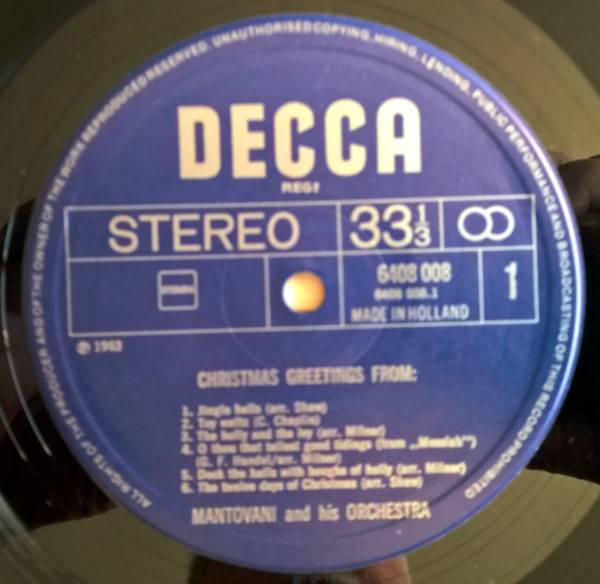 ALL RIGHTS OF THE PRODUCER AND OF THE OWNER OF THE WORK REPRODUCED RESERVED. UNAUTHORISED COPYING, HIRING, LENDING, PUBLIC PERFORMANCE AND BROADCASTING OF THIS RECORD PROHIBITED
DECCA
REGD
STEREO 33 1/3
STEMRA 6408 008 1
6408 008.1
MADE IN HOLLAND
℗ 1963
CHRISTMAS GREETINGS FROM:
1. Jingle bells (arr. Shaw)
2. Toy waltz (C. Chaplin)
3. The holly and the ivy (arr. Milner)
4. O thou that tellest good tidings (from „Messiah”)
(G. F. Handel/arr. Milner)
5. Deck the halls with boughs of holly (arr. Milner)
6. The twelve days of Christmas (arr. Shaw)
MANTOVANI and his ORCHESTRA